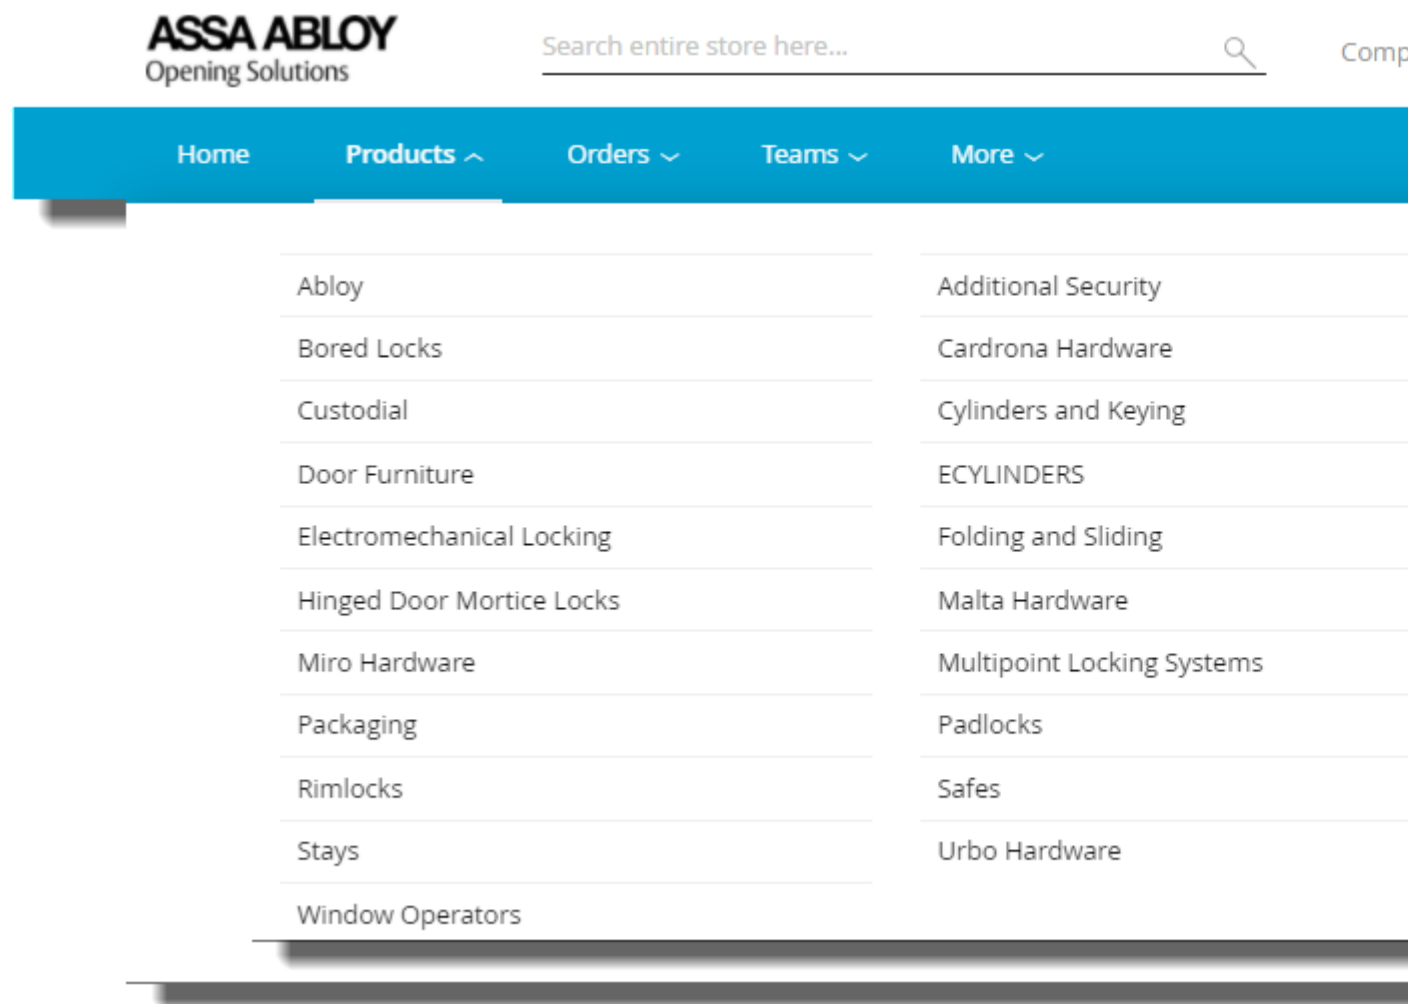 ASSA ABLOY
Opening Solutions
Search entire store here...
Home Products Orders Teams More
Abloy
Additional Security
Bored Locks
Cardrona Hardware
Custodial
Cylinders and Keying
Door Furniture
ECYLINDERS
Electromechanical Locking
Folding and Sliding
Hinged Door Mortice Locks
Malta Hardware
Miro Hardware
Multipoint Locking Systems
Packaging
Padlocks
Rimlocks
Safes
Stays
Urbo Hardware
Window Operators